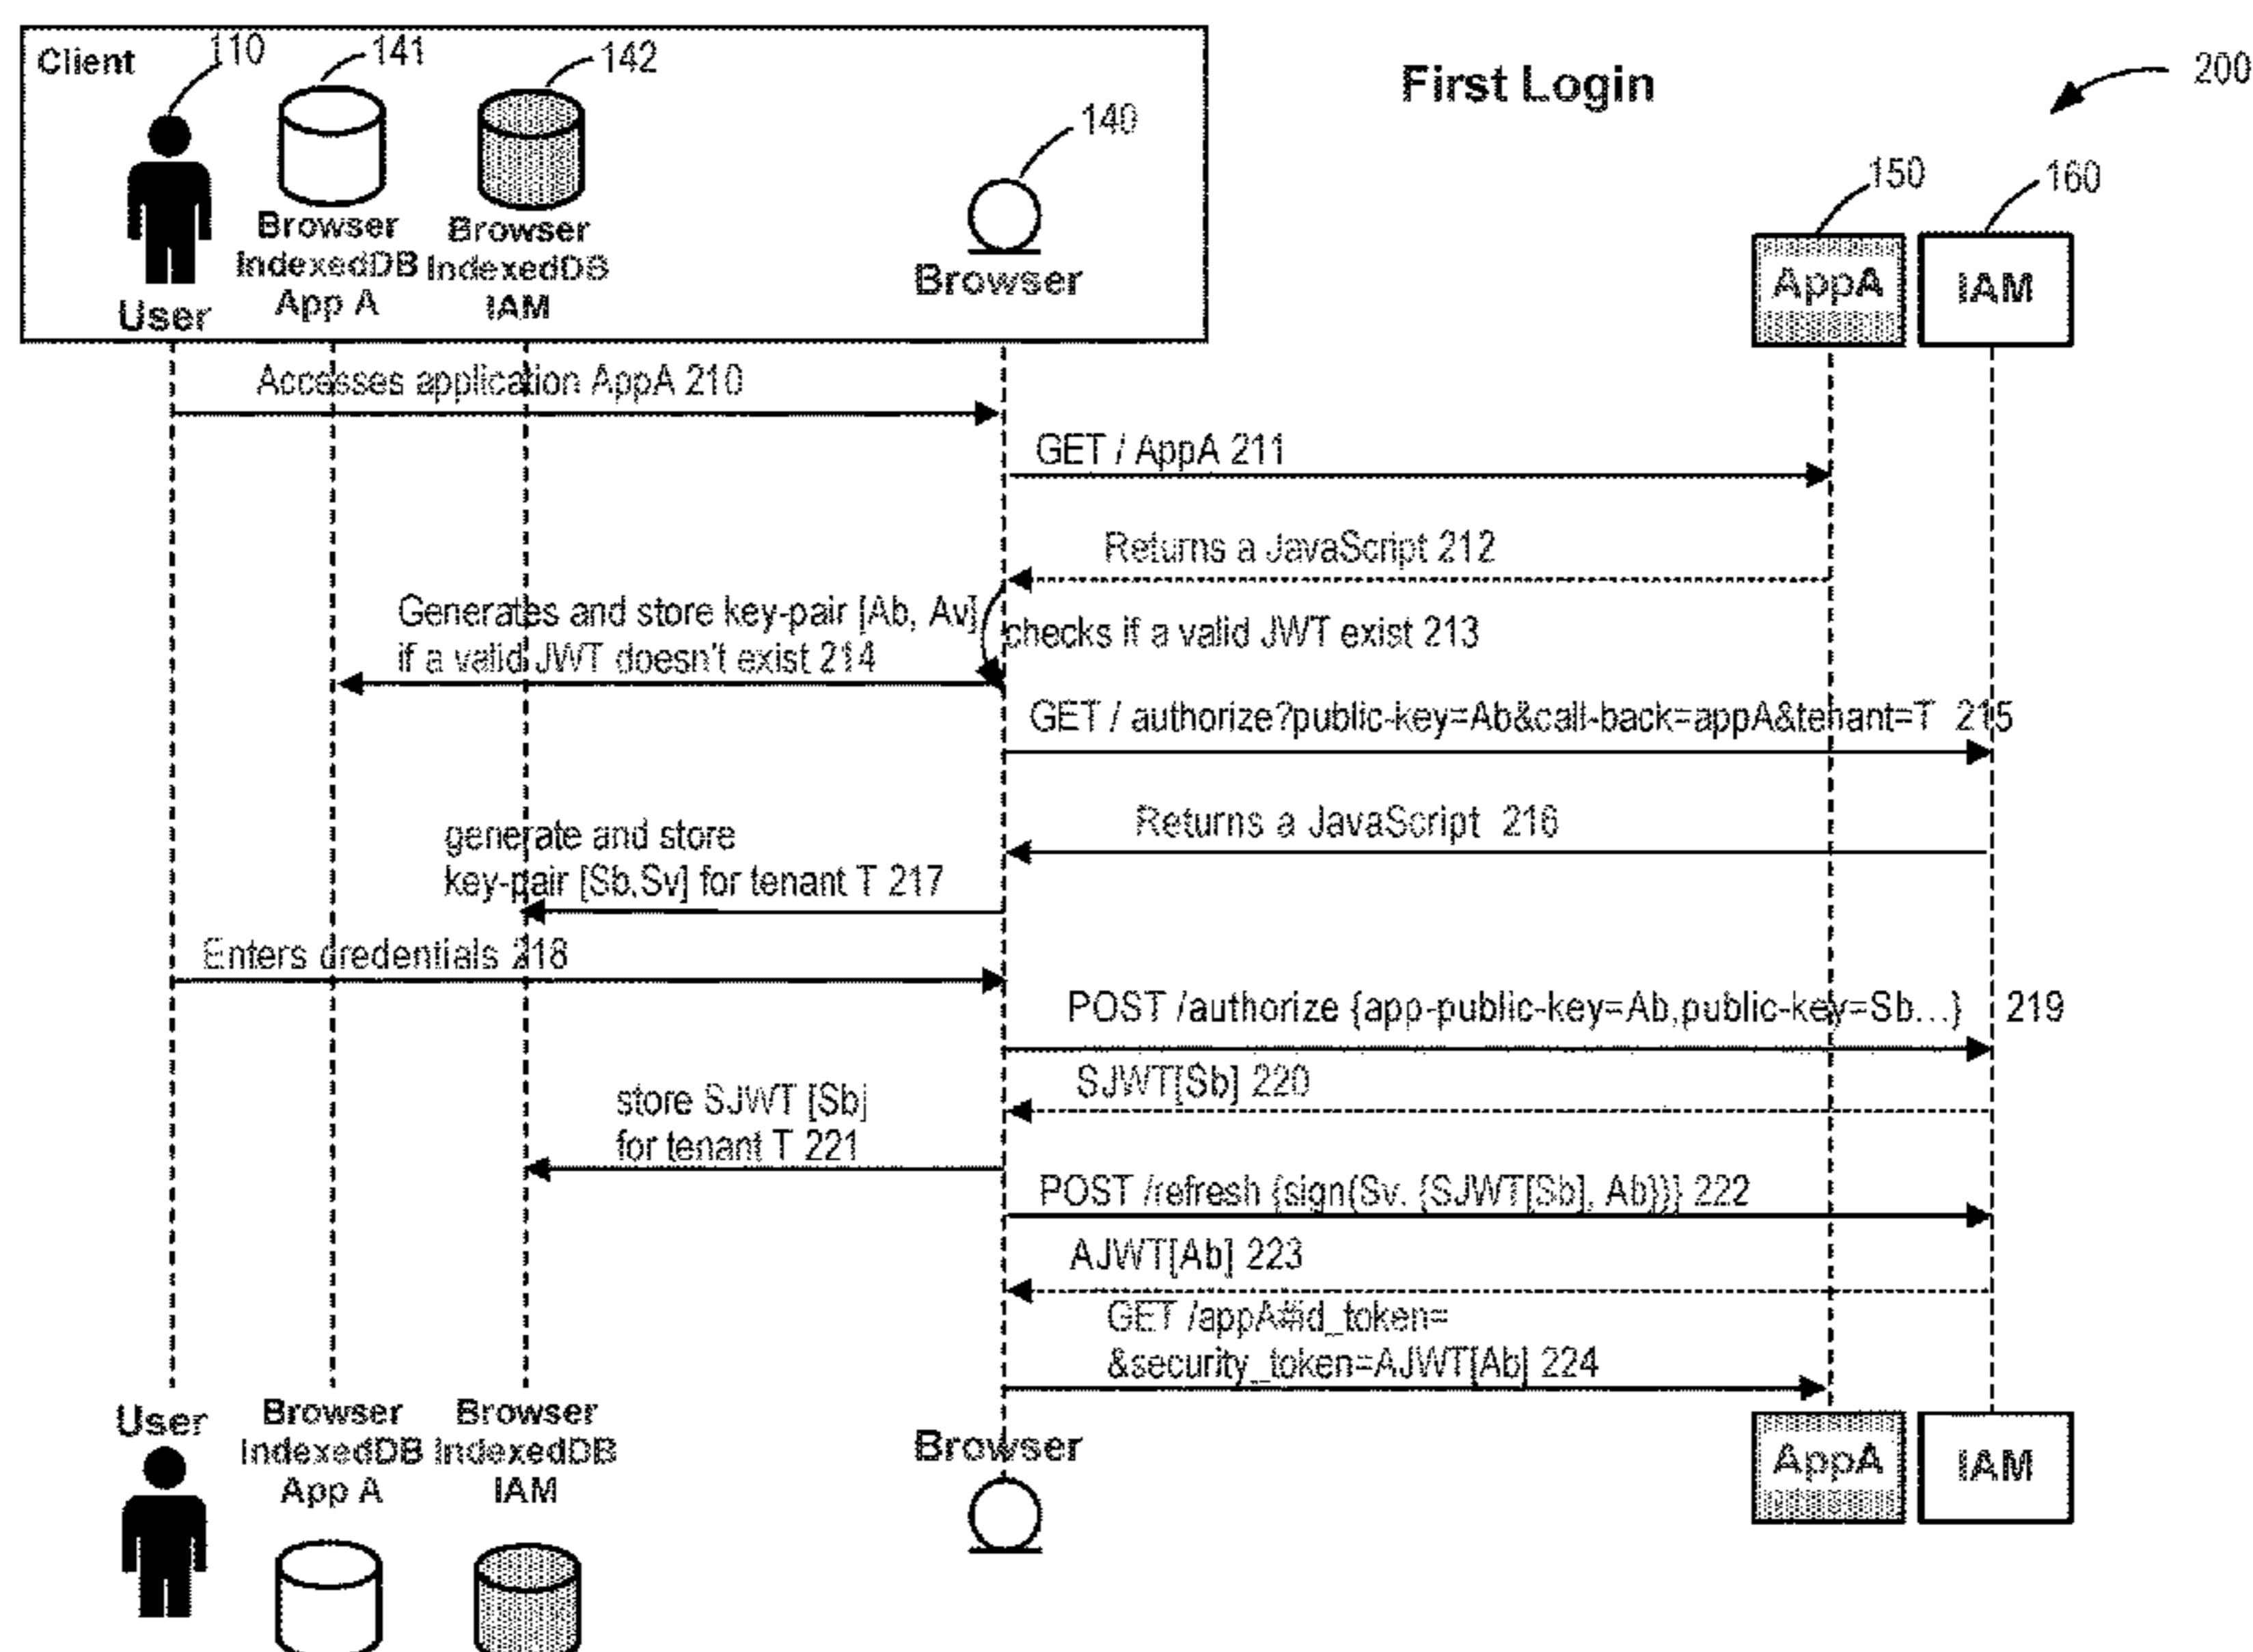 Client
110
141
142
140
First Login
200
150
160
User
Browser
IndexedDB
App A
Browser
IndexedDB
IAM
Browser
AppA
IAM
Accesses application AppA 210
GET / AppA 211
Returns a JavaScript 212
Generates and store key-pair [Ab, Av]
if a valid JWT doesn't exist 214
checks if a valid JWT exist 213
GET / authorize?public-key=Ab&call-back=appA&tenant=T 215
Returns a JavaScript 216
generate and store
key-pair [Sb,Sv] for tenant T 217
Enters credentials 218
POST /authorize {app-public-key=Ab,public-key=Sb...} 219
SJWT[Sb] 220
store SJWT [Sb]
for tenant T 221
POST /refresh {sign(Sv, {SJWT[Sb], Ab})} 222
AJWT[Ab] 223
GET /appA#id_token=
&security_token=AJWT[Ab] 224
User
Browser
IndexedDB
App A
Browser
IndexedDB
IAM
Browser
AppA
IAM